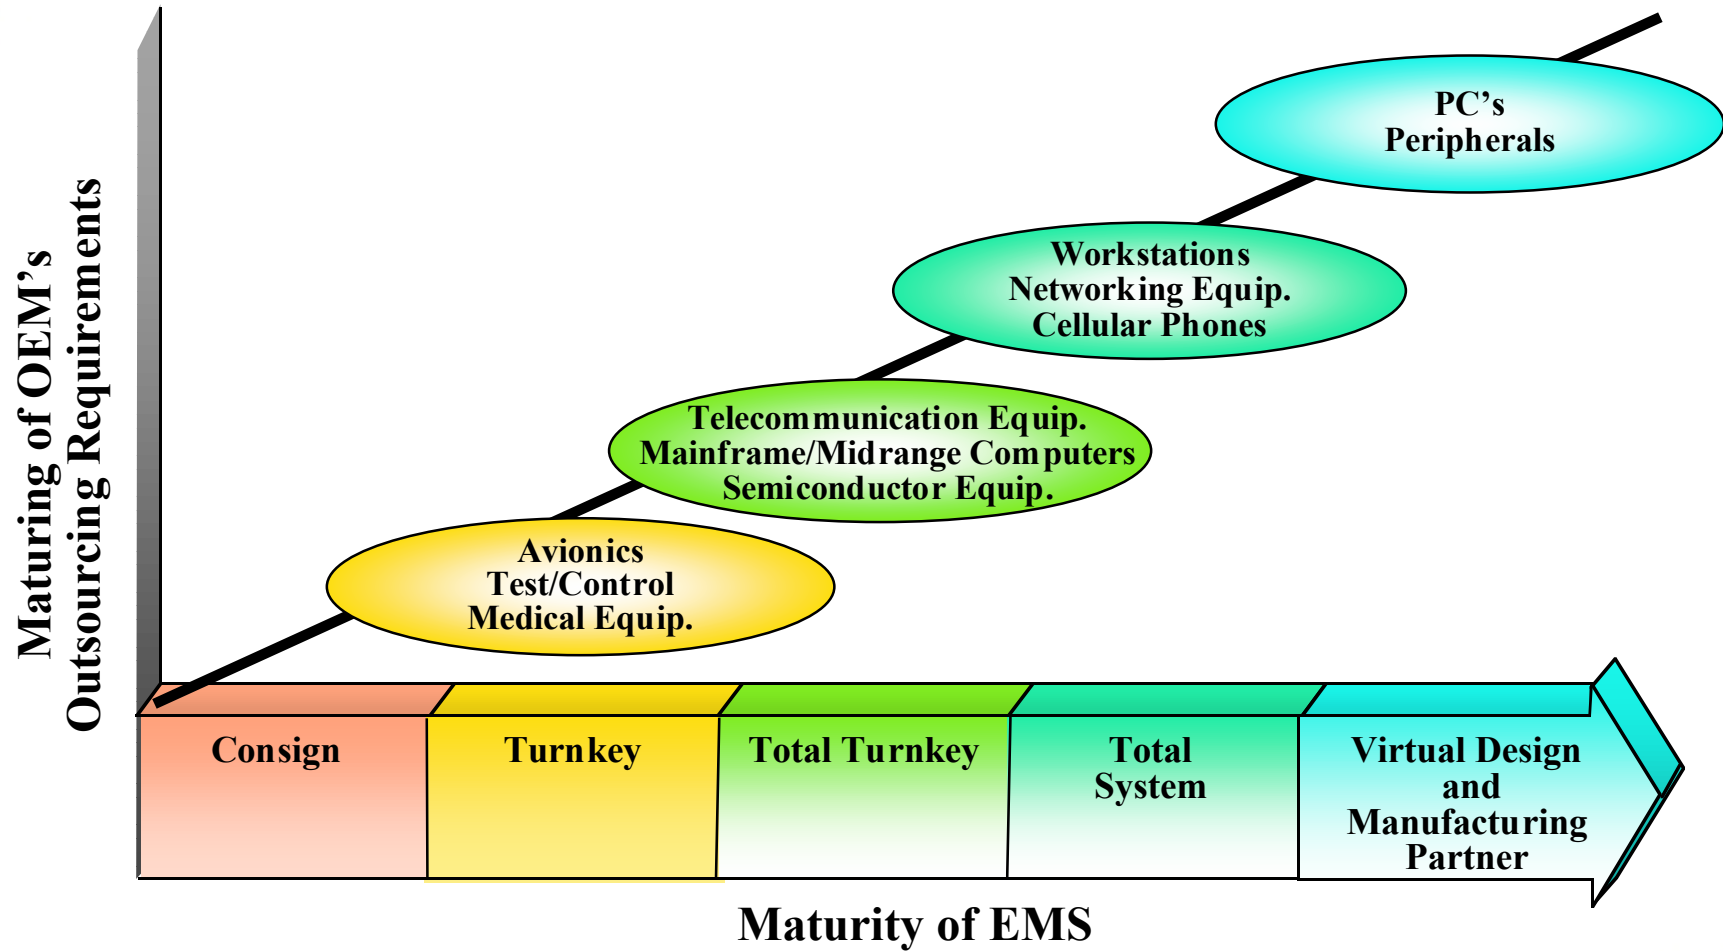 Maturing of OEM's
Outsourcing Requirements
PC's
Peripherals
Workstations
Networking Equip.
Cellular Phones
Telecommunication Equip.
Mainframe/Midrange Computers
Semiconductor Equip.
Avionics
Test/Control
Medical Equip.
Consign
Turnkey
Total Turnkey
Total
System
Virtual Design
and
Manufacturing
Partner
Maturity of EMS